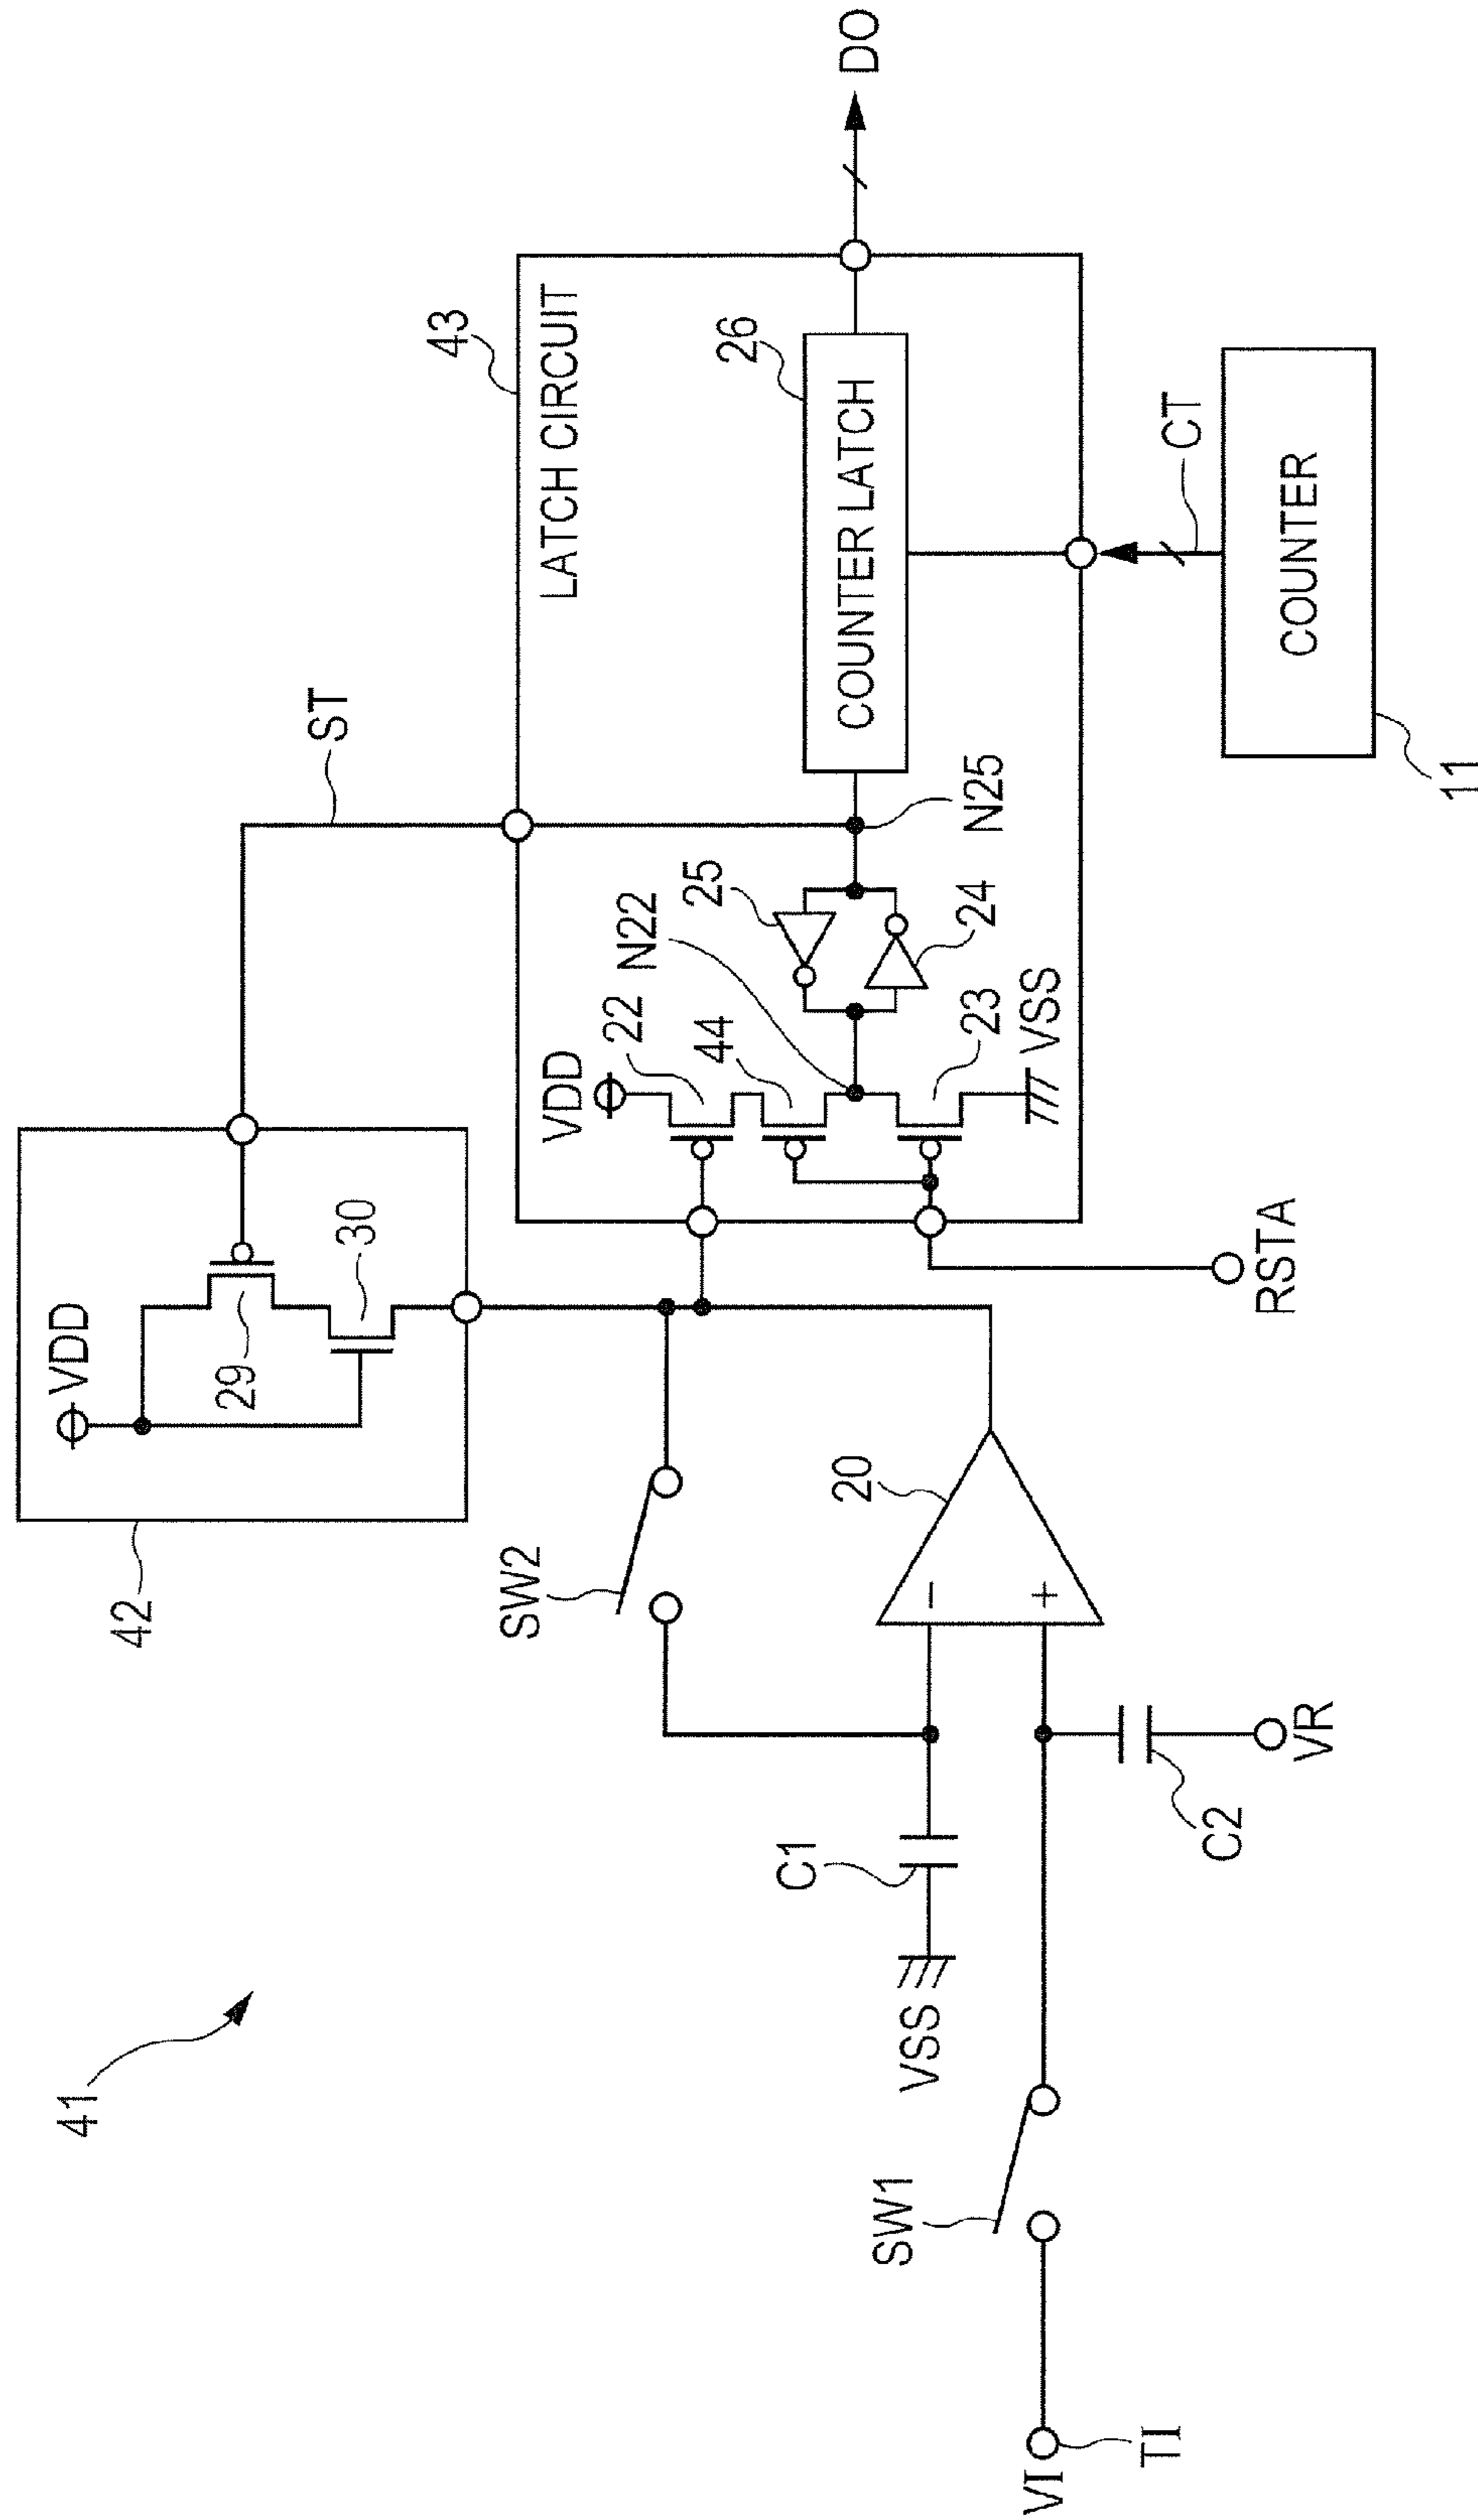 41
42
VDD
29
30
ST
43
LATCH CIRCUIT
VDD
22
44
N22
25
26
COUNTER LATCH
DO
24
N25
23
VSS
SW2
20
-
+
C1
VSS
SW1
C2
VR
RSTA
CT
COUNTER
11
VI
TI